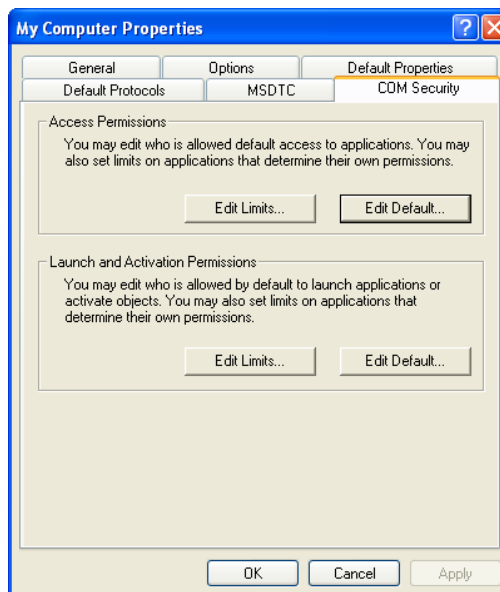 My Computer Properties
General Options Default Properties
Default Protocols MSDTC COM Security
Access Permissions
You may edit who is allowed default access to applications. You may
also set limits on applications that determine their own permissions.
Edit Limits... Edit Default...
Launch and Activation Permissions
You may edit who is allowed by default to launch applications or
activate objects. You may also set limits on applications that
determine their own permissions.
Edit Limits... Edit Default...
OK Cancel Apply